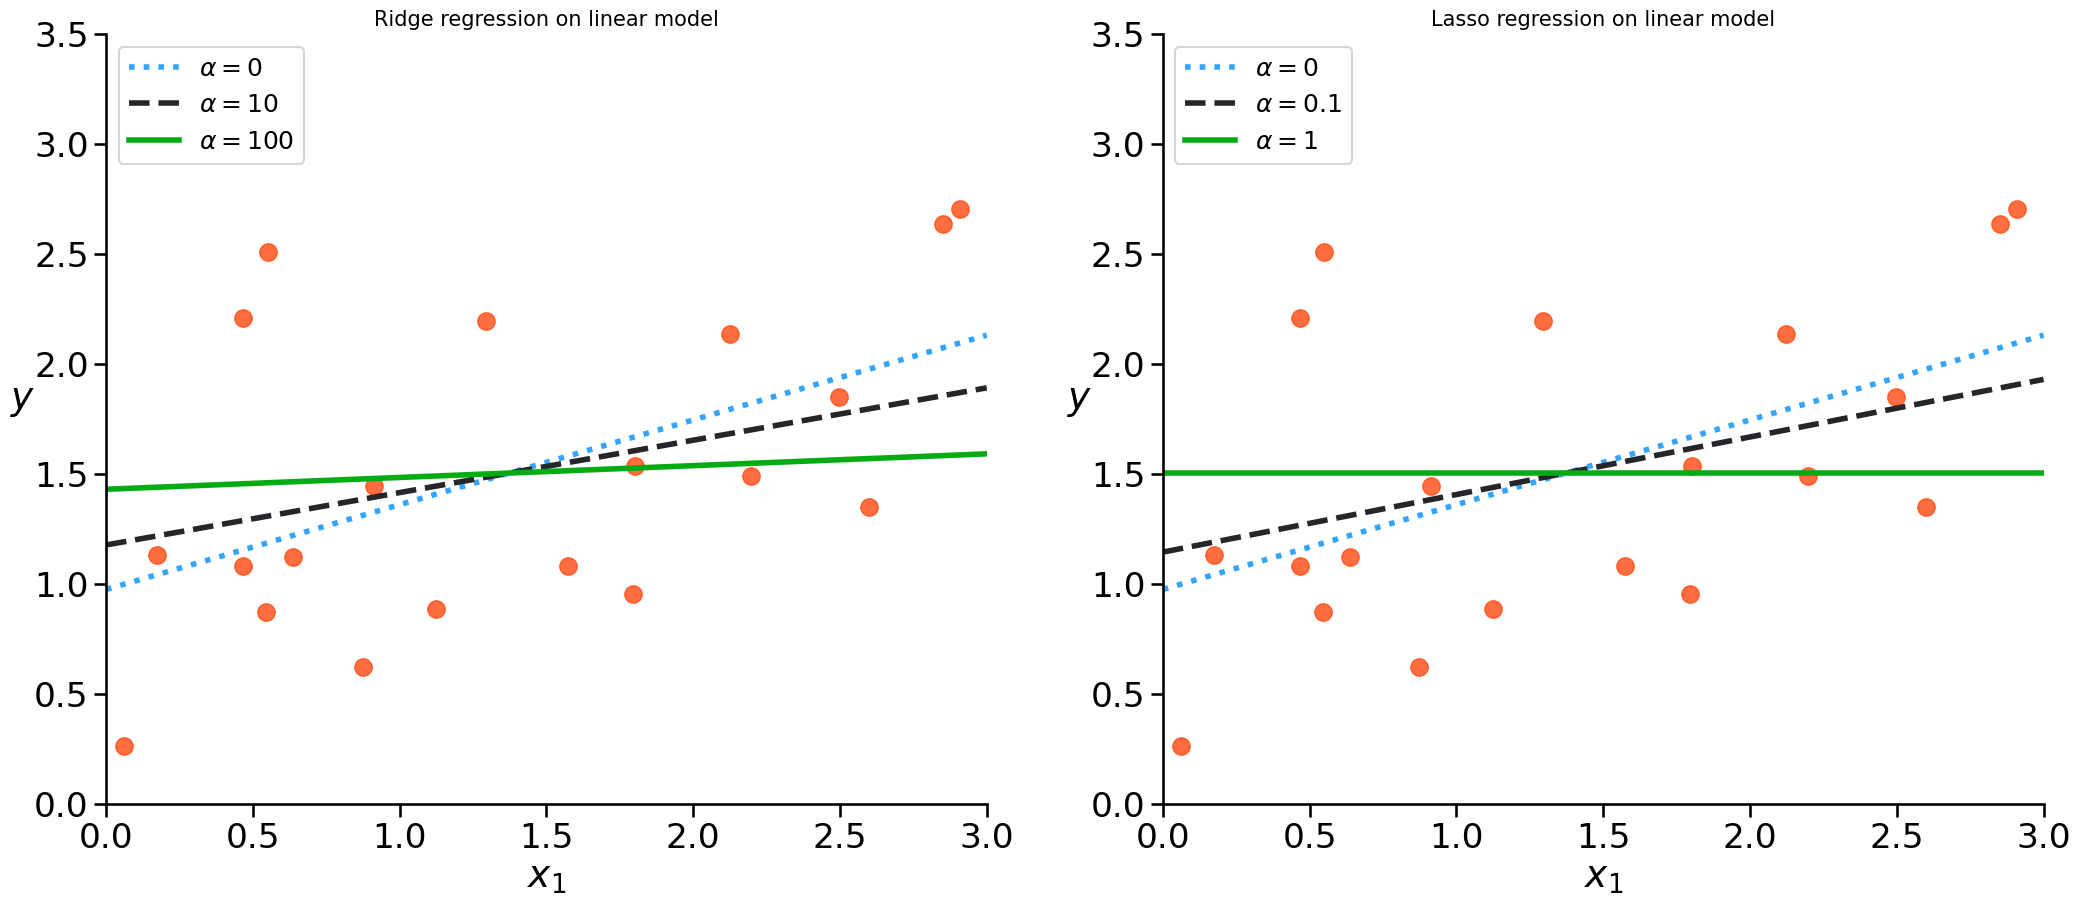 Ridge regression on linear model
α = 0
α = 10
α = 100
3.5
3.0
2.5
2.0
1.5
1.0
0.5
0.0
y
0.0 0.5 1.0 1.5 2.0 2.5 3.0
x₁
Lasso regression on linear model
α = 0
α = 0.1
α = 1
3.5
3.0
2.5
2.0
1.5
1.0
0.5
0.0
y
0.0 0.5 1.0 1.5 2.0 2.5 3.0
x₁